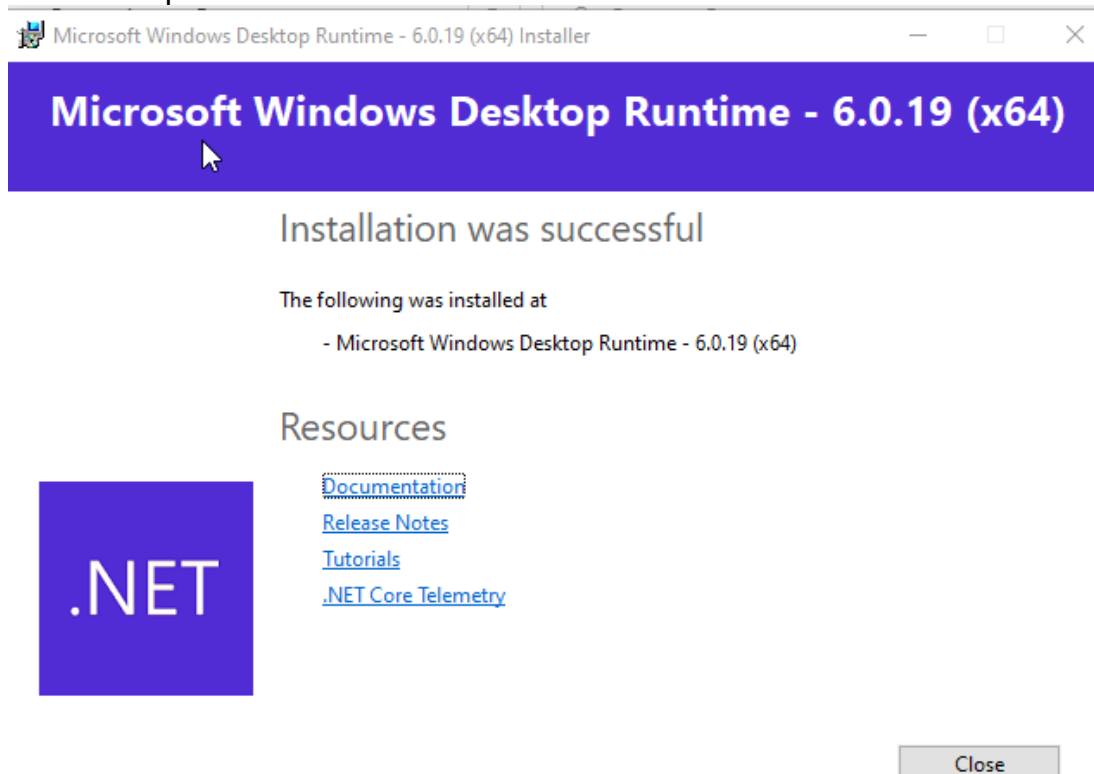 Microsoft Windows Desktop Runtime - 6.0.19 (x64) Installer
Microsoft Windows Desktop Runtime - 6.0.19 (x64)
Installation was successful
The following was installed at
- Microsoft Windows Desktop Runtime - 6.0.19 (x64)
Resources
Documentation
Release Notes
Tutorials
.NET Core Telemetry
.NET
Close